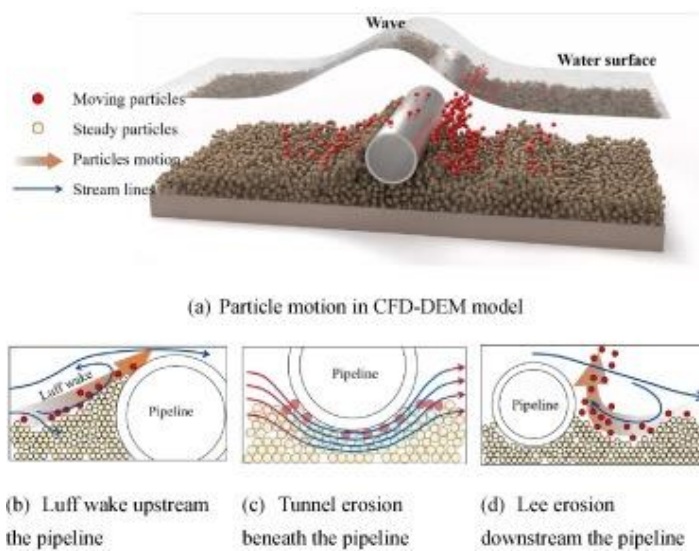 Wave
Water surface
Moving particles
Steady particles
Particles motion
Stream lines
(a) Particle motion in CFD-DEM model
Luff wake
Pipeline
Pipeline
Pipeline
(b) Luff wake upstream
the pipeline
(c) Tunnel erosion
beneath the pipeline
(d) Lee erosion
downstream the pipeline